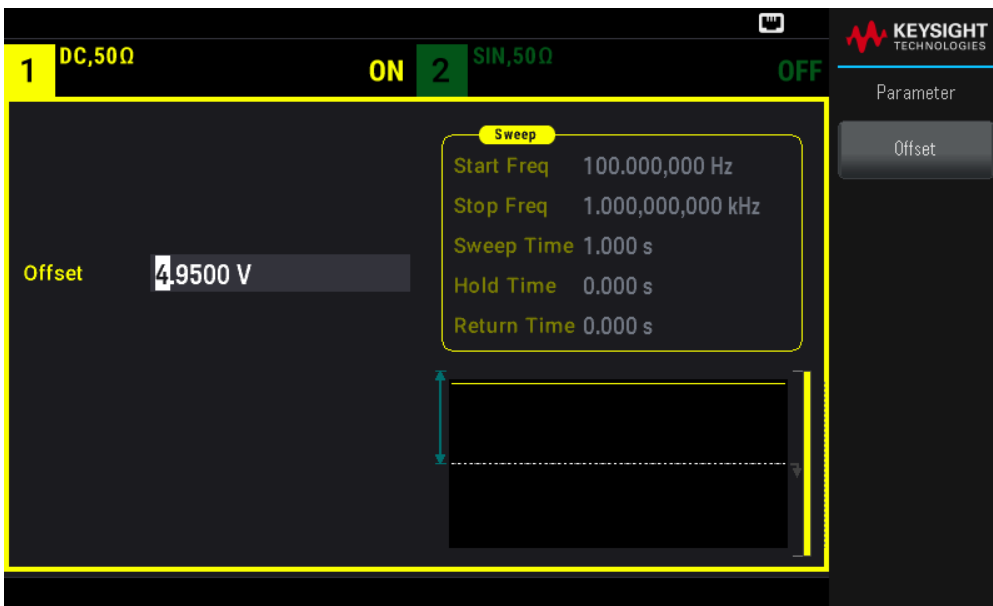 KEYSIGHT
TECHNOLOGIES
1 DC,50Ω ON
2 SIN,50Ω OFF
Parameter
Offset
Sweep
Start Freq 100.000,000 Hz
Stop Freq 1.000,000,000 kHz
Sweep Time 1.000 s
Hold Time 0.000 s
Return Time 0.000 s
Offset 4.9500 V